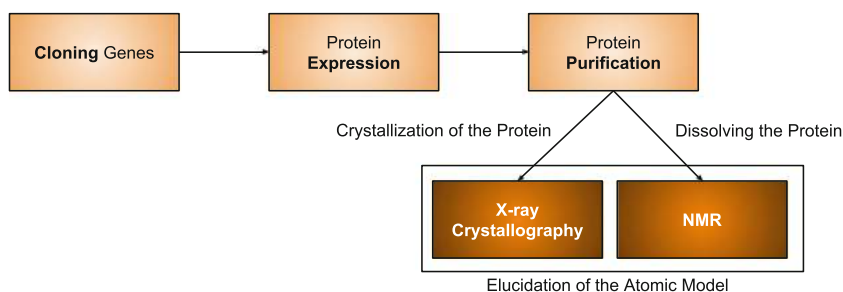 Cloning Genes
Protein
Expression
Protein
Purification
Crystallization of the Protein
Dissolving the Protein
X-ray
Crystallography
NMR
Elucidation of the Atomic Model